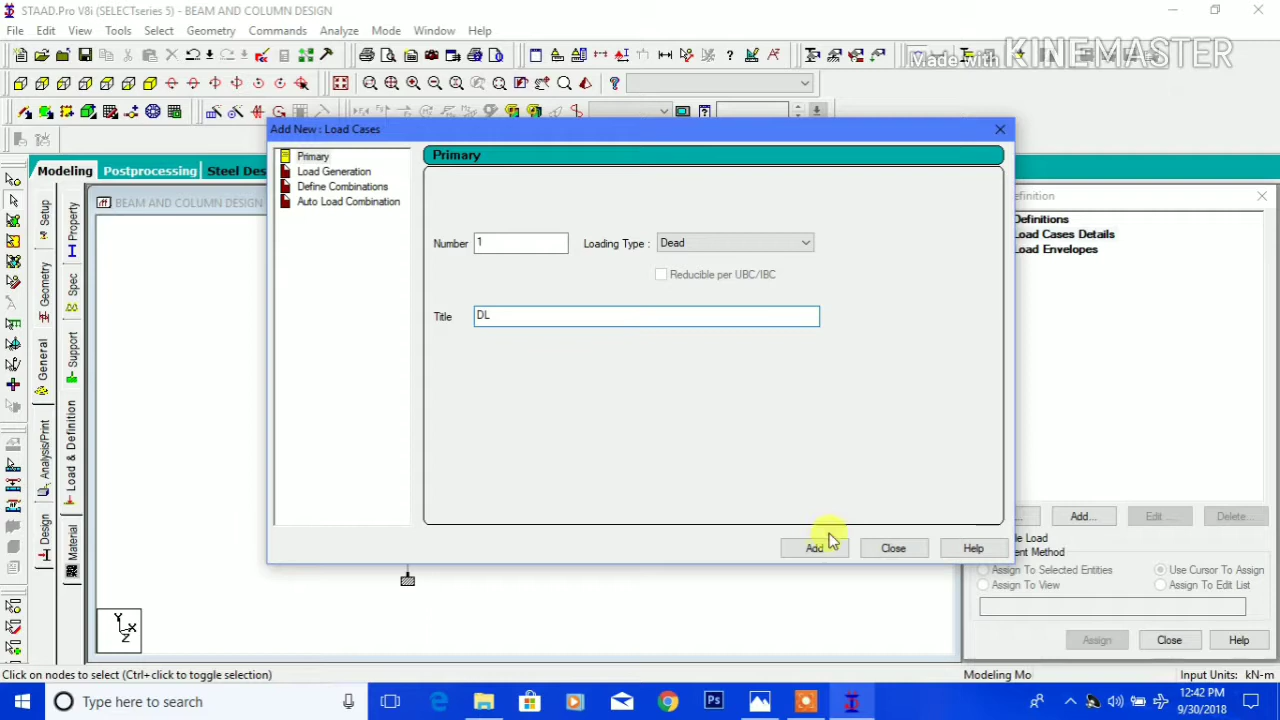 STAAD.Pro V8i (SELECTseries 5) - BEAM AND COLUMN DESIGN
File Edit View Tools Select Geometry Commands Analyze Mode Window Help
Made with KINEMASTER
Add New : Load Cases
Primary
Load Generation
Define Combinations
Auto Load Combination
Primary
Number 1 Loading Type : Dead
Reducible per UBC/IBC
Title DL
Add Close Help
Modeling Postprocessing Steel Des
BEAM AND COLUMN DESIGN
Setup
Geometry
General
Analysis/Print
Design
Property
Spec
Support
Load & Definition
Material
efinition
Definitions
Load Cases Details
Load Envelopes
Add... Edit ... Delete...
le Load
ent Method
Assign To Selected Entities Use Cursor To Assign
Assign To View Assign To Edit List
Assign Close Help
Y
X
Z
Click on nodes to select (Ctrl+click to toggle selection) Modeling Mo Input Units: kN-m
Type here to search
12:42 PM
9/30/2018